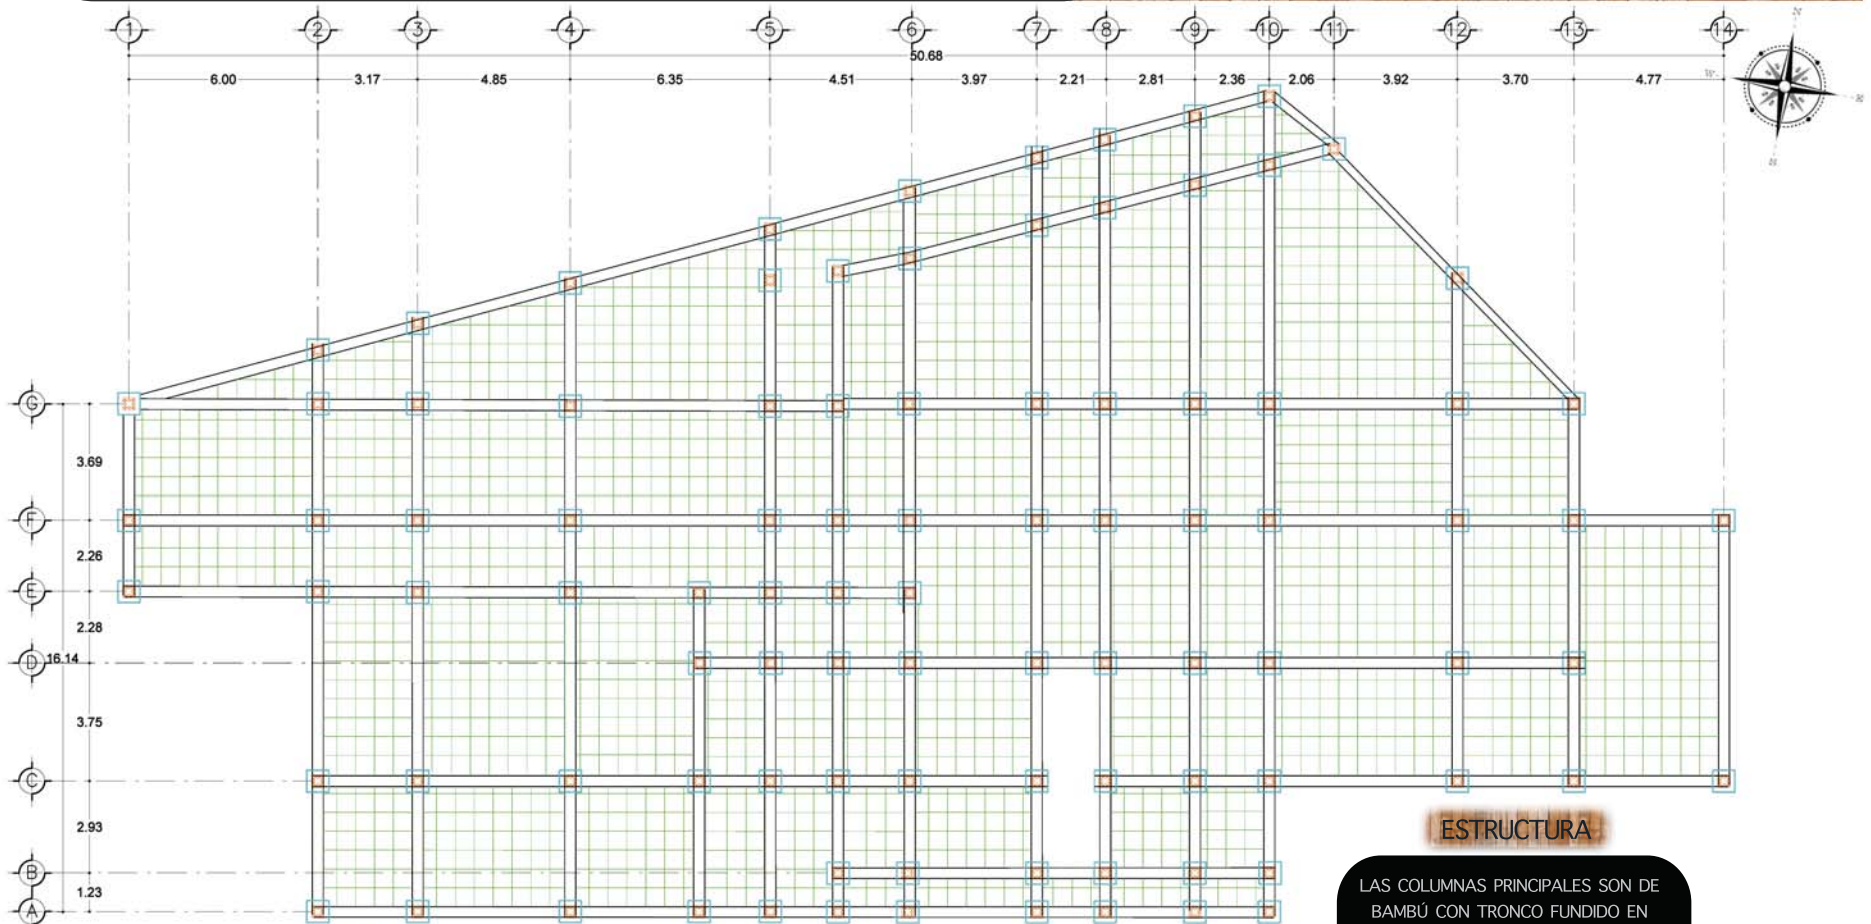 1 2 3 4 5 6 7 8 9 10 11 12 13 14
50.68
6.00 3.17 4.85 6.35 4.51 3.97 2.21 2.81 2.36 2.06 3.92 3.70 4.77
N
W
E
G
3.69
F
2.26
E
2.28
D 16.14
3.75
C
2.93
B
1.23
A
ESTRUCTURA
LAS COLUMNAS PRINCIPALES SON DE
BAMBÚ CON TRONCO FUNDIDO EN